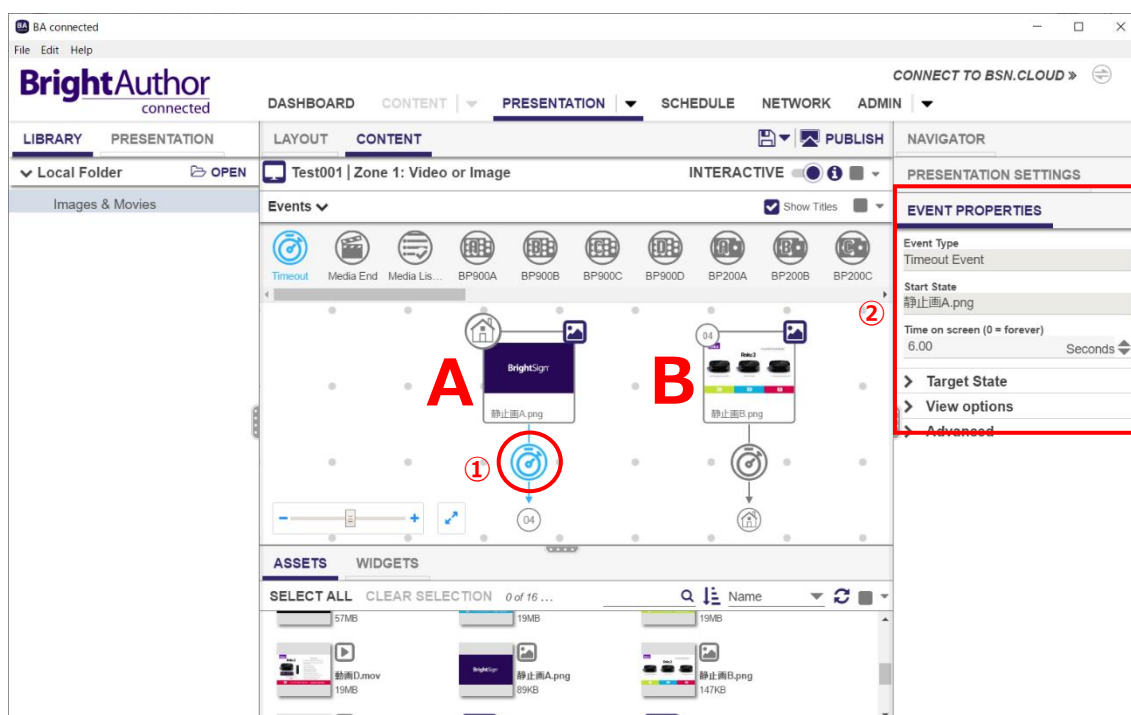 BA BA connected
File Edit Help
BrightAuthor
connected
CONNECT TO BSN.CLOUD »
DASHBOARD CONTENT PRESENTATION SCHEDULE NETWORK ADMIN
LIBRARY PRESENTATION
LAYOUT CONTENT
PUBLISH
NAVIGATOR
Local Folder OPEN
Test001 | Zone 1: Video or Image
INTERACTIVE
PRESENTATION SETTINGS
Images & Movies
Events
Show Titles
EVENT PROPERTIES
Timeout Media End Media Lis... BP900A BP900B BP900C BP900D BP200A BP200B BP200C
Event Type
Timeout Event
Start State
静止画A.png
②
Time on screen (0 = forever)
6.00 Seconds
Target State
View options
Advanced
A
BrightSign
静止画A.png
04
B
Roku 2
静止画B.png
①
04
ASSETS WIDGETS
SELECT ALL CLEAR SELECTION 0 of 16 ...
Name
57MB 19MB 19MB
動画D.mov
19MB
BrightSign
静止画A.png
89KB
静止画B.png
147KB